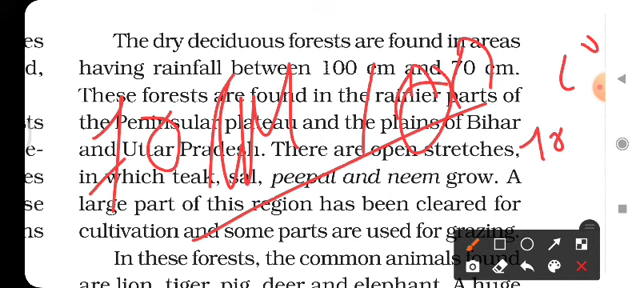 es
d,
sts
e-
es
se
ns
The dry deciduous forests are found in areas
having rainfall between 100 cm and 70 cm.
These forests are found in the rainier parts of
the Peninsular plateau and the plains of Bihar
and Uttar Pradesh. There are open stretches,
in which teak, sal, peepal and neem grow. A
large part of this region has been cleared for
cultivation and some parts are used for grazing.
In these forests, the common animals found
are lion, tiger, pig, deer and elephant. A huge
70
100